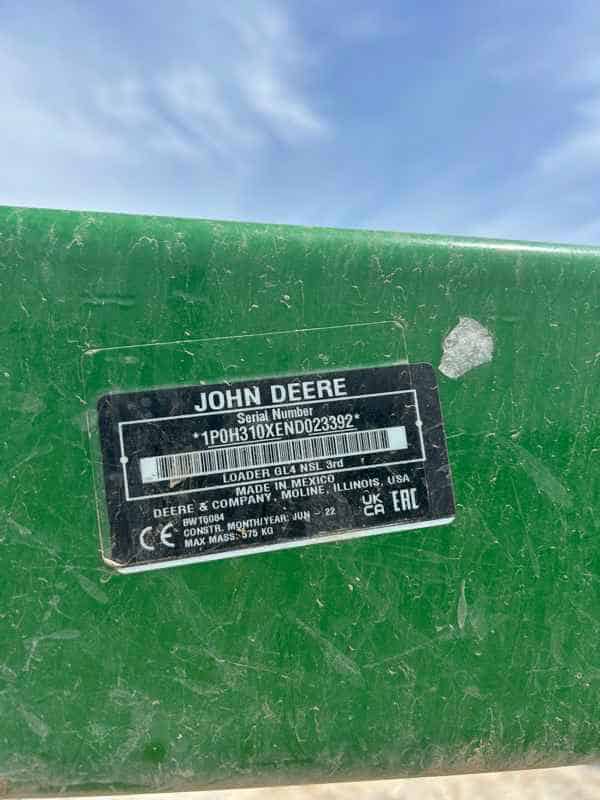 JOHN DEERE
Serial Number
*1P0H310XEND023392*
LOADER GL4 NSL 3rd
MADE IN MEXICO
DEERE & COMPANY, MOLINE, ILLINOIS, USA
BW16084
CONSTR. MONTH/YEAR: JUN - 22
MAX MASS: 575 KG
CE
UK
CA
EAC